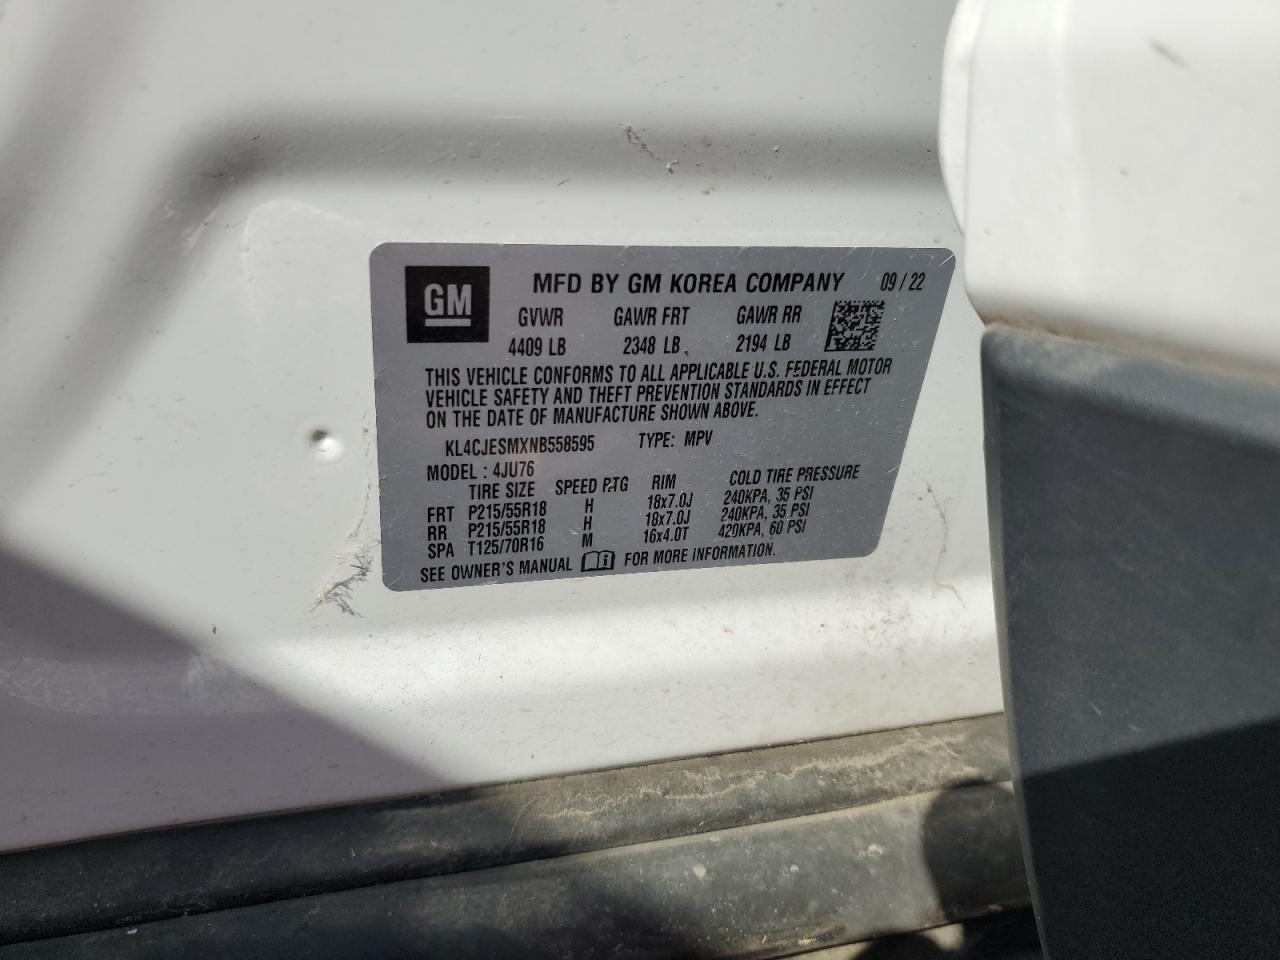 GM MFD BY GM KOREA COMPANY 09 / 22
GVWR GAWR FRT GAWR RR
4409 LB 2348 LB 2194 LB
THIS VEHICLE CONFORMS TO ALL APPLICABLE U.S. FEDERAL MOTOR
VEHICLE SAFETY AND THEFT PREVENTION STANDARDS IN EFFECT
ON THE DATE OF MANUFACTURE SHOWN ABOVE.
KL4CJESMXNB558595 TYPE: MPV
MODEL : 4JU76
TIRE SIZE SPEED RTG RIM COLD TIRE PRESSURE
FRT P215/55R18 H 18x7.0J 240KPA, 35 PSI
RR P215/55R18 H 18x7.0J 240KPA, 35 PSI
SPA T125/70R16 M 16x4.0T 420KPA, 60 PSI
SEE OWNER'S MANUAL FOR MORE INFORMATION.